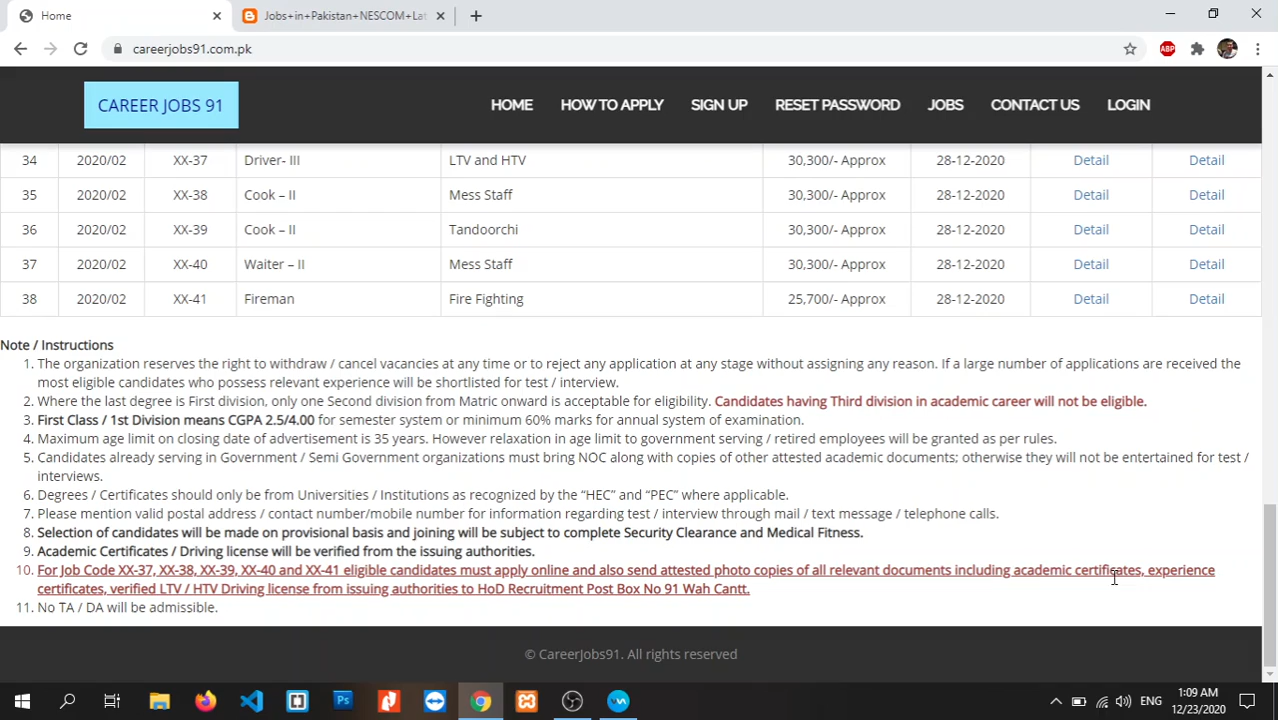 Home
Jobs+in+Pakistan+NESCOM+Lat
careerjobs91.com.pk
ABP
CAREER JOBS 91
HOME HOW TO APPLY SIGN UP RESET PASSWORD JOBS CONTACT US LOGIN
34 2020/02 XX-37 Driver- III LTV and HTV 30,300/- Approx 28-12-2020 Detail Detail
35 2020/02 XX-38 Cook – II Mess Staff 30,300/- Approx 28-12-2020 Detail Detail
36 2020/02 XX-39 Cook – II Tandoorchi 30,300/- Approx 28-12-2020 Detail Detail
37 2020/02 XX-40 Waiter – II Mess Staff 30,300/- Approx 28-12-2020 Detail Detail
38 2020/02 XX-41 Fireman Fire Fighting 25,700/- Approx 28-12-2020 Detail Detail
Note / Instructions
1. The organization reserves the right to withdraw / cancel vacancies at any time or to reject any application at any stage without assigning any reason. If a large number of applications are received the
most eligible candidates who possess relevant experience will be shortlisted for test / interview.
2. Where the last degree is First division, only one Second division from Matric onward is acceptable for eligibility. Candidates having Third division in academic career will not be eligible.
3. First Class / 1st Division means CGPA 2.5/4.00 for semester system or minimum 60% marks for annual system of examination.
4. Maximum age limit on closing date of advertisement is 35 years. However relaxation in age limit to government serving / retired employees will be granted as per rules.
5. Candidates already serving in Government / Semi Government organizations must bring NOC along with copies of other attested academic documents; otherwise they will not be entertained for test /
interviews.
6. Degrees / Certificates should only be from Universities / Institutions as recognized by the “HEC” and “PEC” where applicable.
7. Please mention valid postal address / contact number/mobile number for information regarding test / interview through mail / text message / telephone calls.
8. Selection of candidates will be made on provisional basis and joining will be subject to complete Security Clearance and Medical Fitness.
9. Academic Certificates / Driving license will be verified from the issuing authorities.
10. For Job Code XX-37, XX-38, XX-39, XX-40 and XX-41 eligible candidates must apply online and also send attested photo copies of all relevant documents including academic certificates, experience
certificates, verified LTV / HTV Driving license from issuing authorities to HoD Recruitment Post Box No 91 Wah Cantt.
11. No TA / DA will be admissible.
© CareerJobs91. All rights reserved
Ps
ENG
1:09 AM
12/23/2020